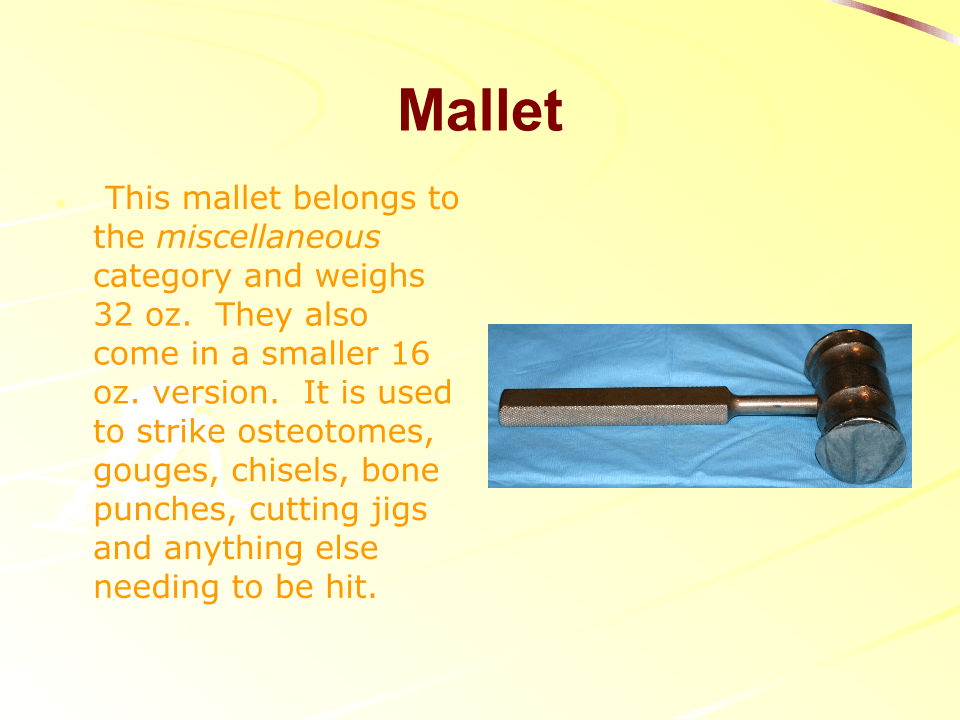 Mallet
This mallet belongs to
the miscellaneous
category and weighs
32 oz.  They also
come in a smaller 16
oz. version.  It is used
to strike osteotomes,
gouges, chisels, bone
punches, cutting jigs
and anything else
needing to be hit.